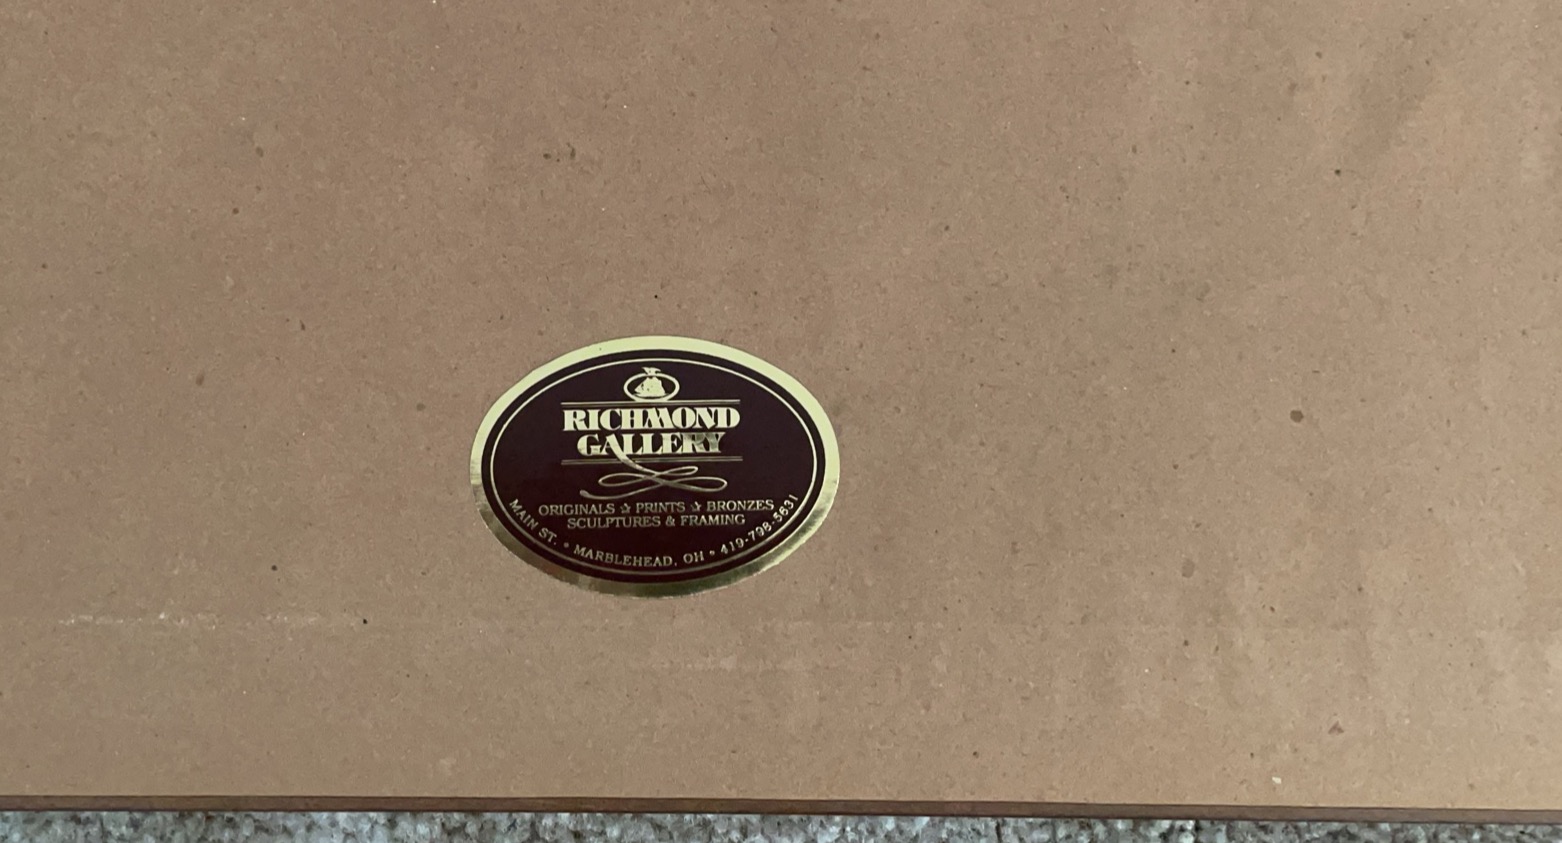 RICHMOND
GALLERY
ORIGINALS ☆ PRINTS ☆ BRONZES
SCULPTURES & FRAMING
MAIN ST. • MARBLEHEAD, OH • 419-798-5631